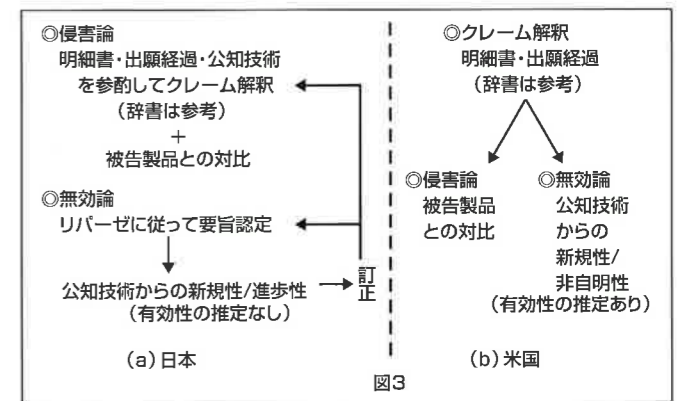 ◎侵害論
明細書・出願経過・公知技術
を参酌してクレーム解釈
(辞書は参考)
+
被告製品との対比
◎無効論
リパーゼに従って要旨認定
公知技術からの新規性/進歩性
(有効性の推定なし)
訂正
(a)日本
◎クレーム解釈
明細書・出願経過
(辞書は参考)
◎侵害論
被告製品
との対比
◎無効論
公知技術
からの
新規性/
非自明性
(有効性の推定あり)
(b)米国
図3